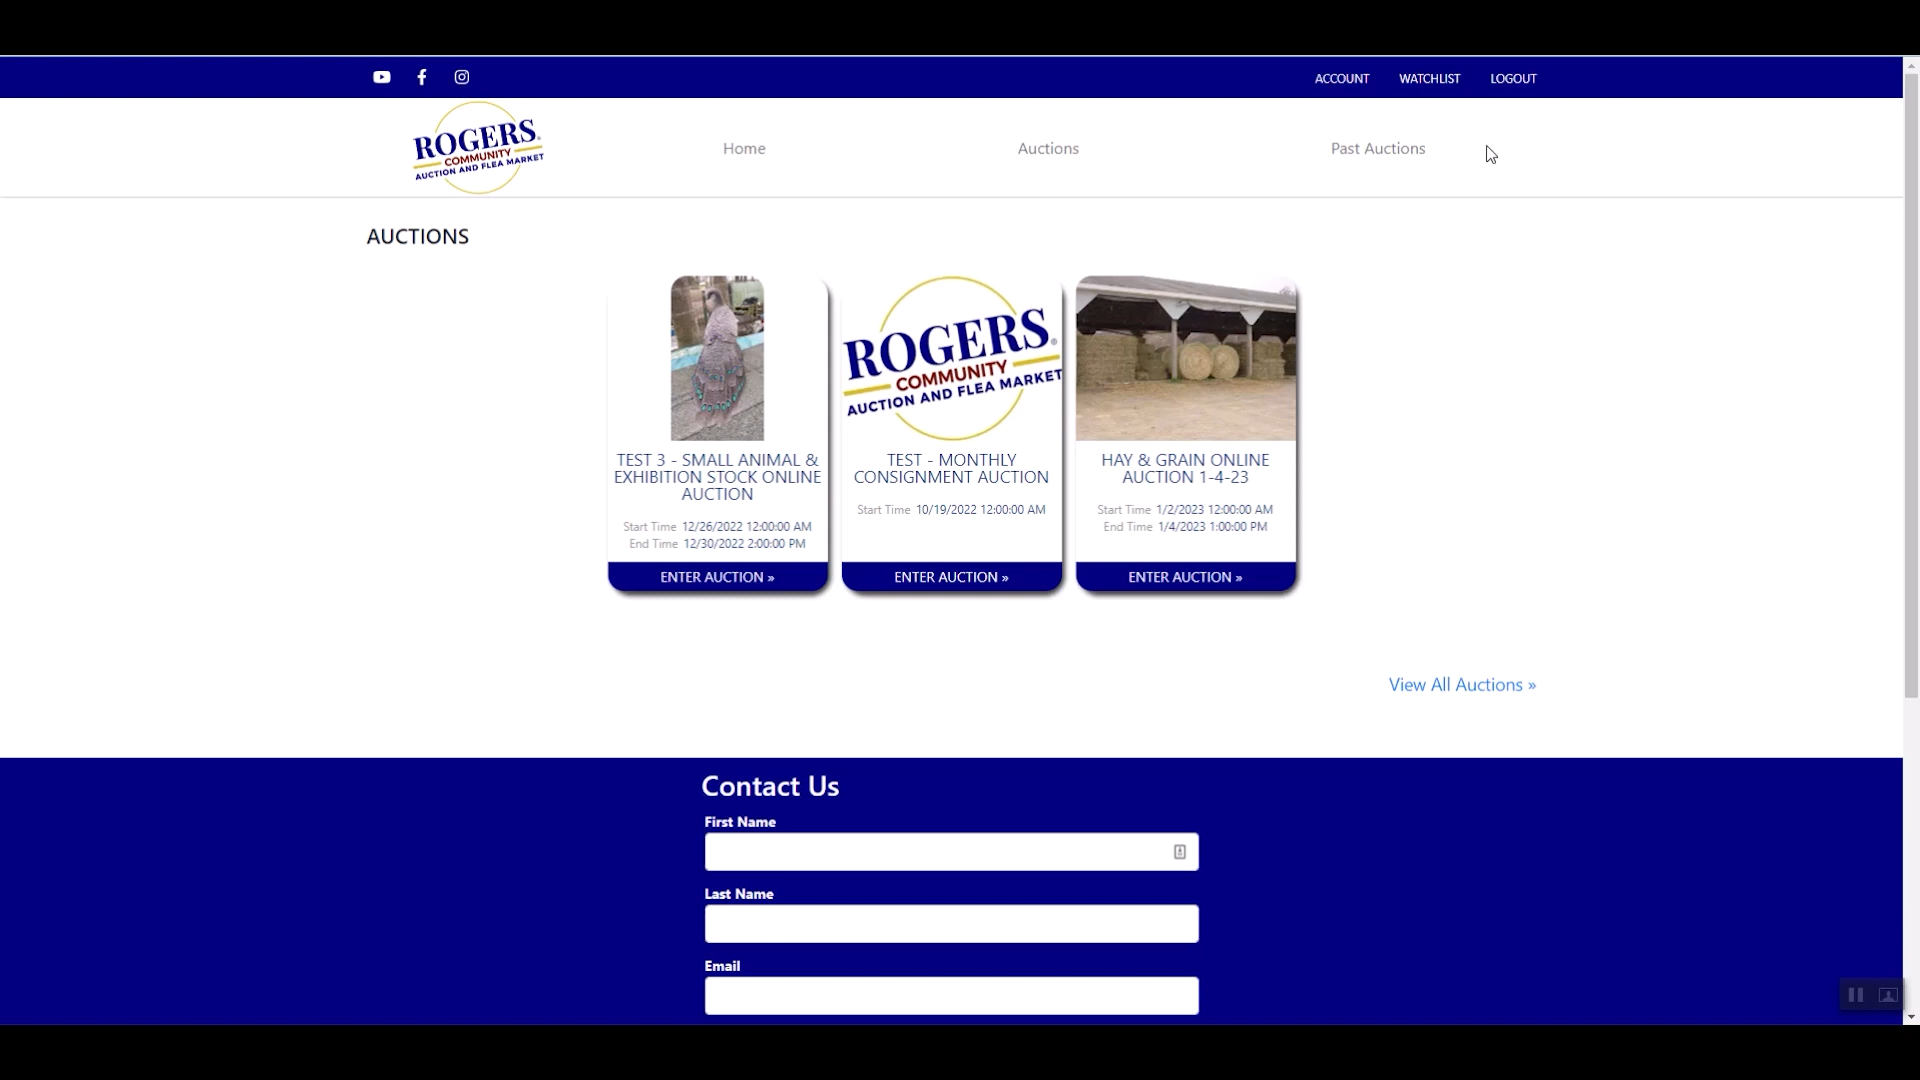 ACCOUNT WATCHLIST LOGOUT
ROGERS
COMMUNITY
AUCTION AND FLEA MARKET
Home Auctions Past Auctions
AUCTIONS
ROGERS
COMMUNITY
AUCTION AND FLEA MARKET
TEST 3 - SMALL ANIMAL &
EXHIBITION STOCK ONLINE
AUCTION
Start Time 12/26/2022 12:00:00 AM
End Time 12/30/2022 2:00:00 PM
ENTER AUCTION »
TEST - MONTHLY
CONSIGNMENT AUCTION
Start Time 10/19/2022 12:00:00 AM
ENTER AUCTION »
HAY & GRAIN ONLINE
AUCTION 1-4-23
Start Time 1/2/2023 12:00:00 AM
End Time 1/4/2023 1:00:00 PM
ENTER AUCTION »
View All Auctions »
Contact Us
First Name
Last Name
Email